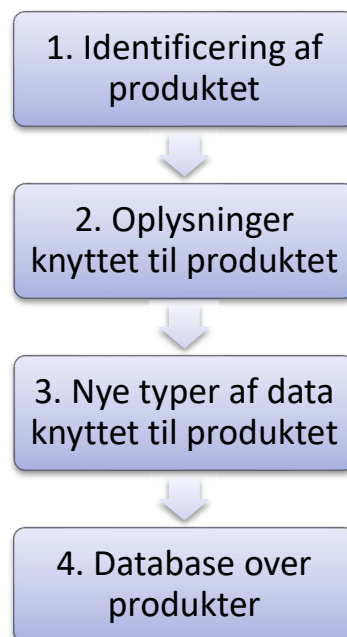 1. Identificering af
produktet
2. Oplysninger
knyttet til produktet
3. Nye typer af data
knyttet til produktet
4. Database over
produkter